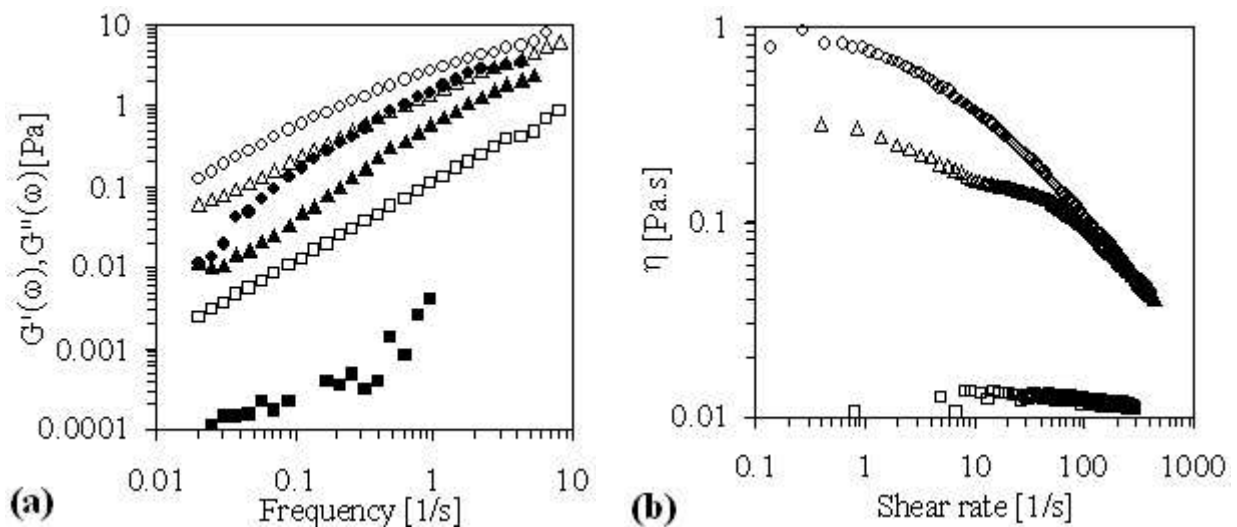 10
1
0.1
0.01
0.001
0.0001
G'(ω),G''(ω)[Pa]
0.01 0.1 1 10
Frequency [1/s]
(a)
1
0.1
0.01
η [Pa.s]
0.1 1 10 100 1000
Shear rate [1/s]
(b)